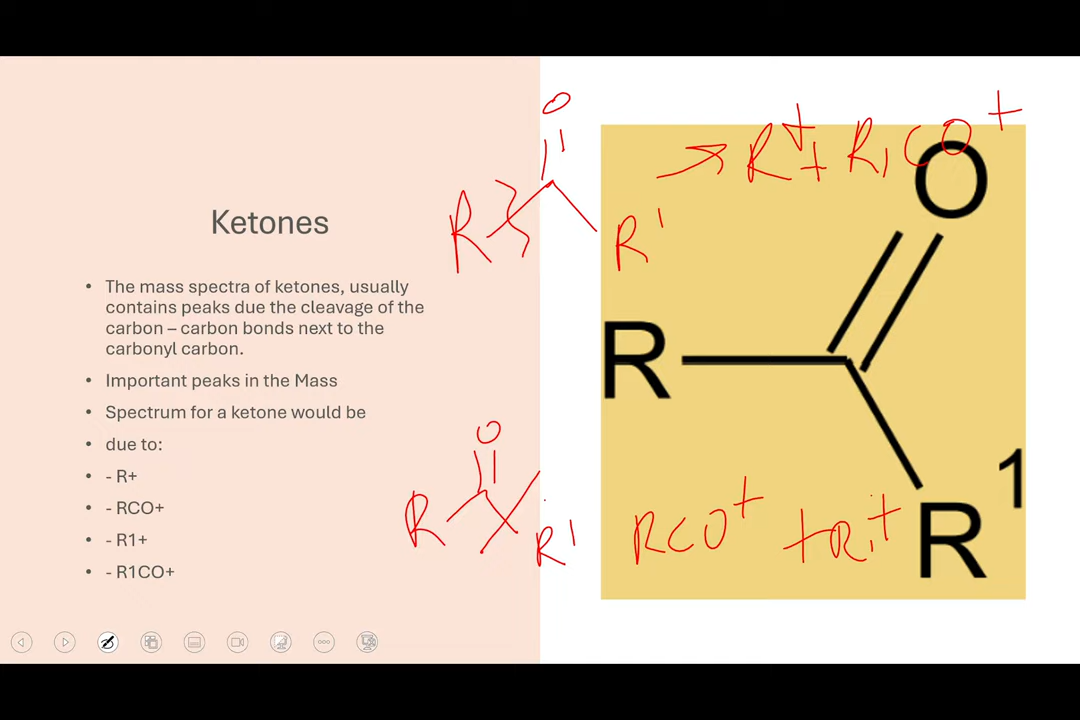 Ketones
• The mass spectra of ketones, usually
contains peaks due the cleavage of the
carbon – carbon bonds next to the
carbonyl carbon.
• Important peaks in the Mass
• Spectrum for a ketone would be
• due to:
• - R+
• - RCO+
• - R1+
• - R1CO+
O
R
R'
→ R+ + R1CO+
O
R
R1
O
R
R'
RCO+ + R1+